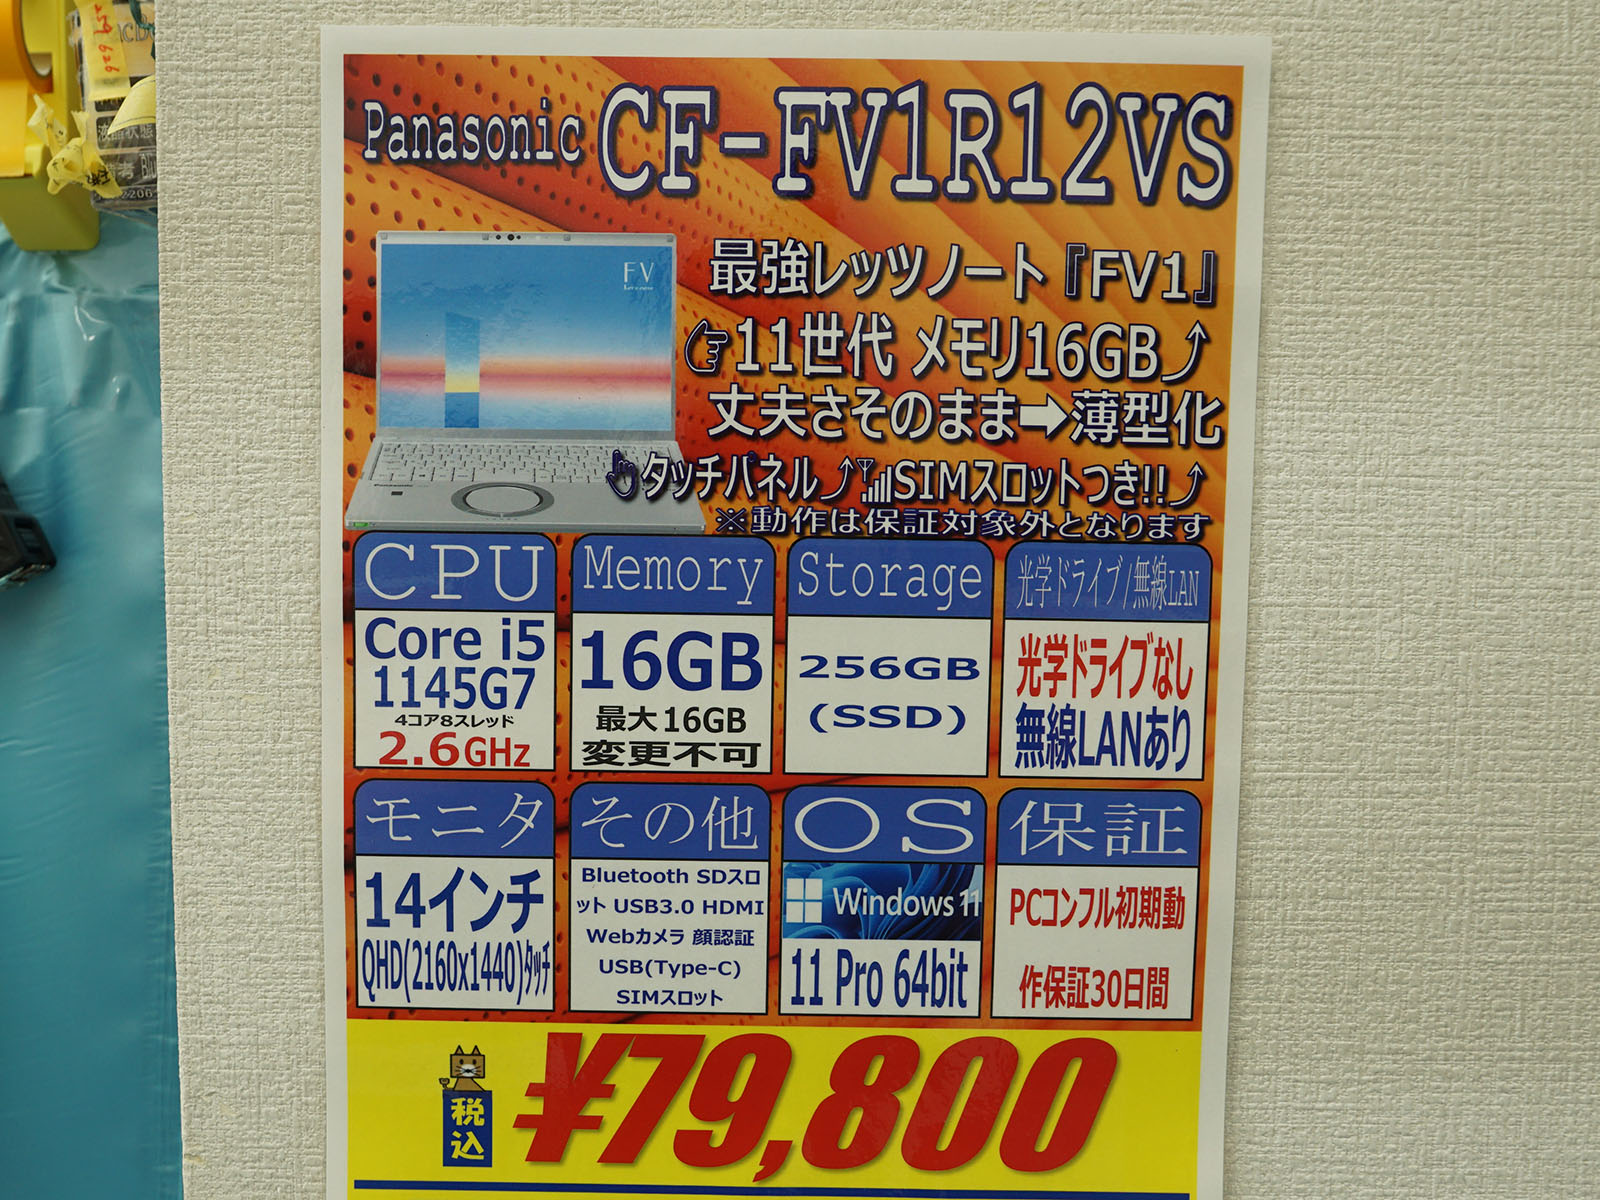 Panasonic CF-FV1R12VS
最強レッツノート『FV1』
☞11世代 メモリ16GB⤴
丈夫さそのまま➡薄型化
タッチパネル⤴SIMスロットつき!!⤴
※動作は保証対象外となります
FV
CPU
Core i5
1145G7
4コア8スレッド
2.6GHz
Memory
16GB
最大16GB
変更不可
Storage
256GB
(SSD)
光学ドライブ/無線LAN
光学ドライブなし
無線LANあり
モニタ
14インチ
QHD(2160x1440)タッチ
その他
Bluetooth SDスロ
ット USB3.0 HDMI
Webカメラ 顔認証
USB(Type-C)
SIMスロット
OS
Windows 11
11 Pro 64bit
保証
PCコンフル初期動
作保証30日間
税込
¥79,800